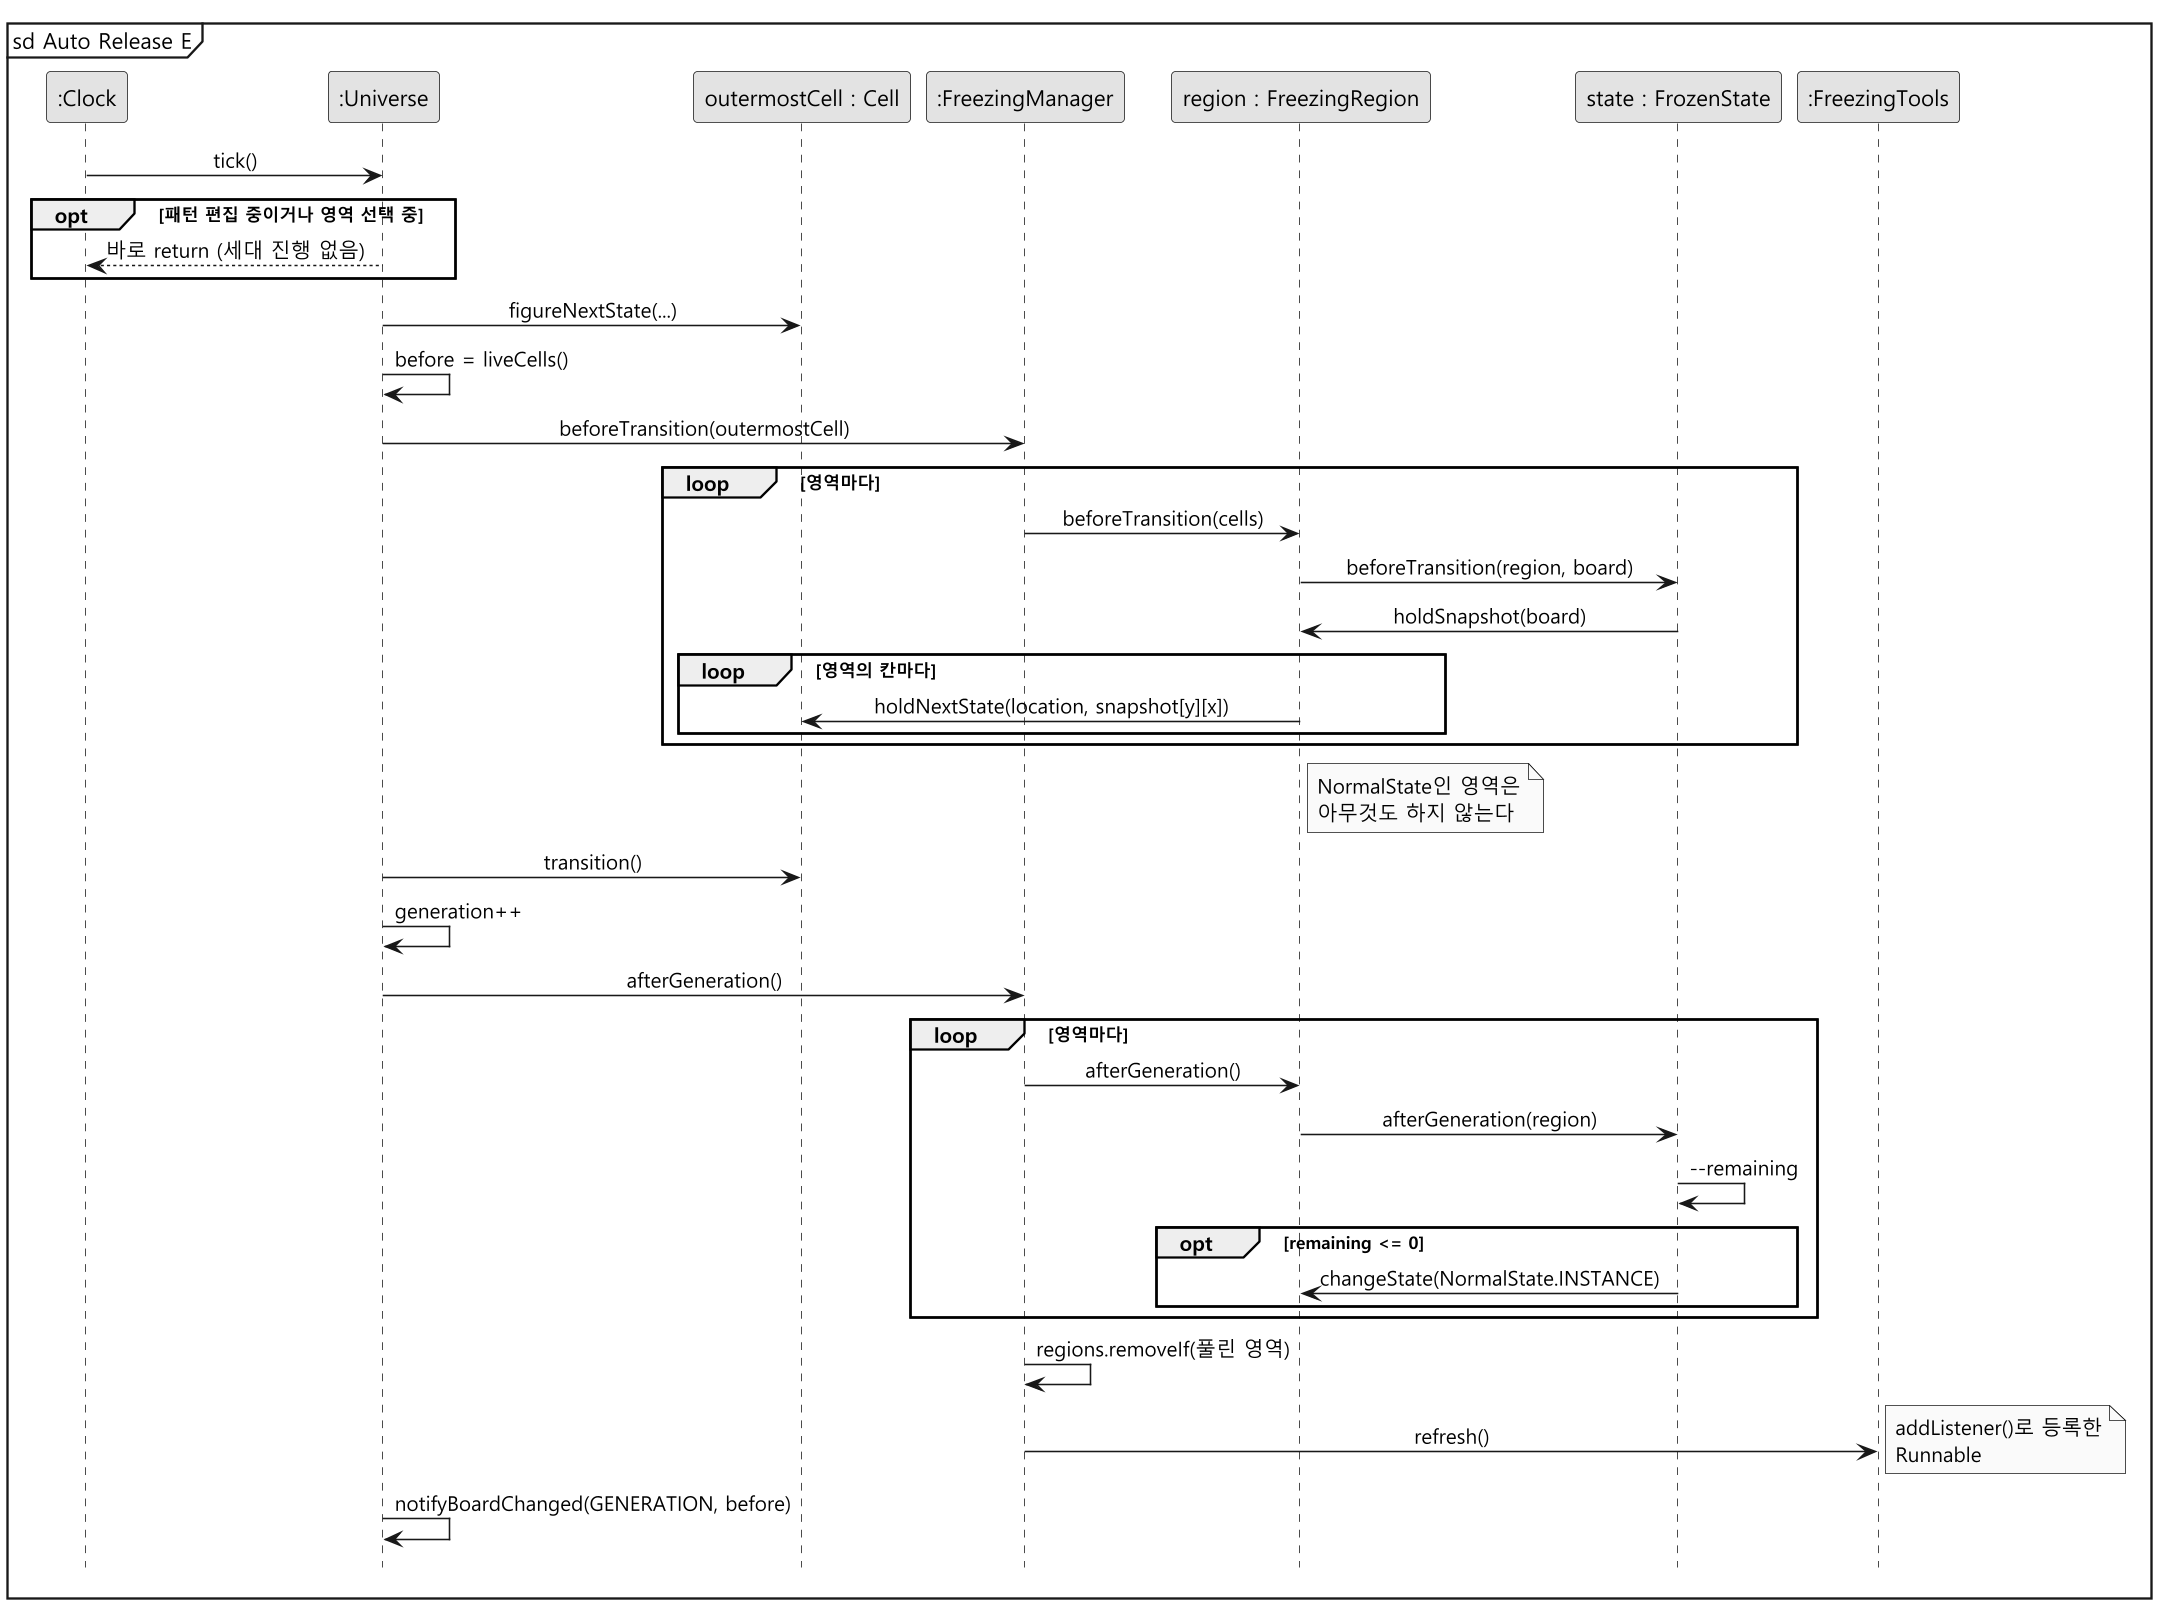 sd Auto Release E
:Clock
:Universe
outermostCell : Cell
:FreezingManager
region : FreezingRegion
state : FrozenState
:FreezingTools
tick()
opt
[패턴 편집 중이거나 영역 선택 중]
바로 return (세대 진행 없음)
figureNextState(...)
before = liveCells()
beforeTransition(outermostCell)
loop
[영역마다]
beforeTransition(cells)
beforeTransition(region, board)
holdSnapshot(board)
loop
[영역의 칸마다]
holdNextState(location, snapshot[y][x])
NormalState인 영역은
아무것도 하지 않는다
transition()
generation++
afterGeneration()
loop
[영역마다]
afterGeneration()
afterGeneration(region)
--remaining
opt
[remaining <= 0]
changeState(NormalState.INSTANCE)
regions.removeIf(풀린 영역)
refresh()
addListener()로 등록한
Runnable
notifyBoardChanged(GENERATION, before)